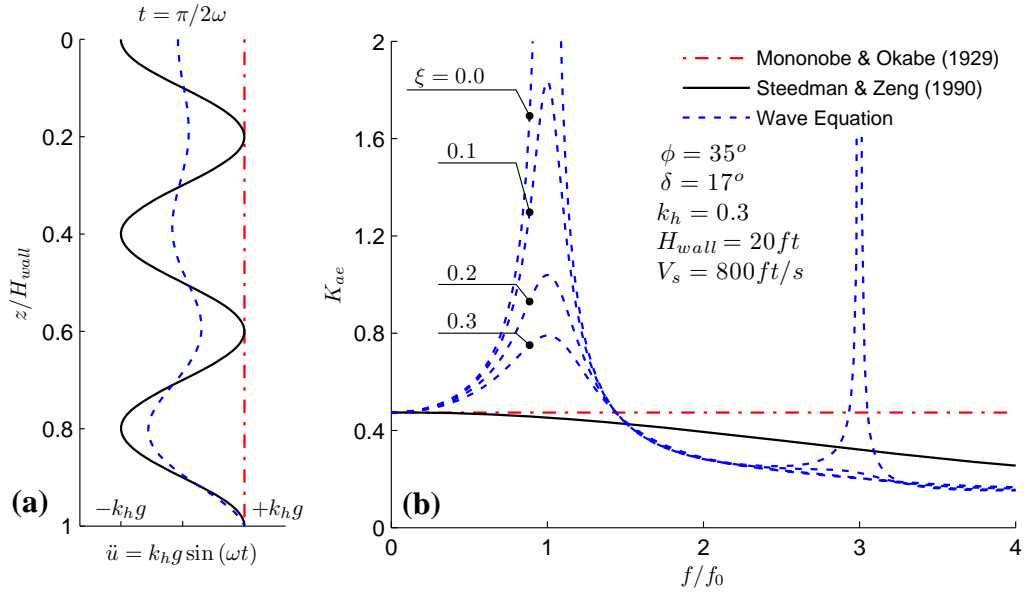 t = π/2ω
0
0.2
0.4
0.6
0.8
1
z/H_wall
−k_h g
+k_h g
(a)
ü = k_h g sin (ωt)
2
1.6
1.2
0.8
0.4
0
K_ae
ξ = 0.0
0.1
0.2
0.3
Mononobe & Okabe (1929)
Steedman & Zeng (1990)
Wave Equation
ϕ = 35°
δ = 17°
k_h = 0.3
H_wall = 20ft
V_s = 800ft/s
(b)
0 1 2 3 4
f/f_0